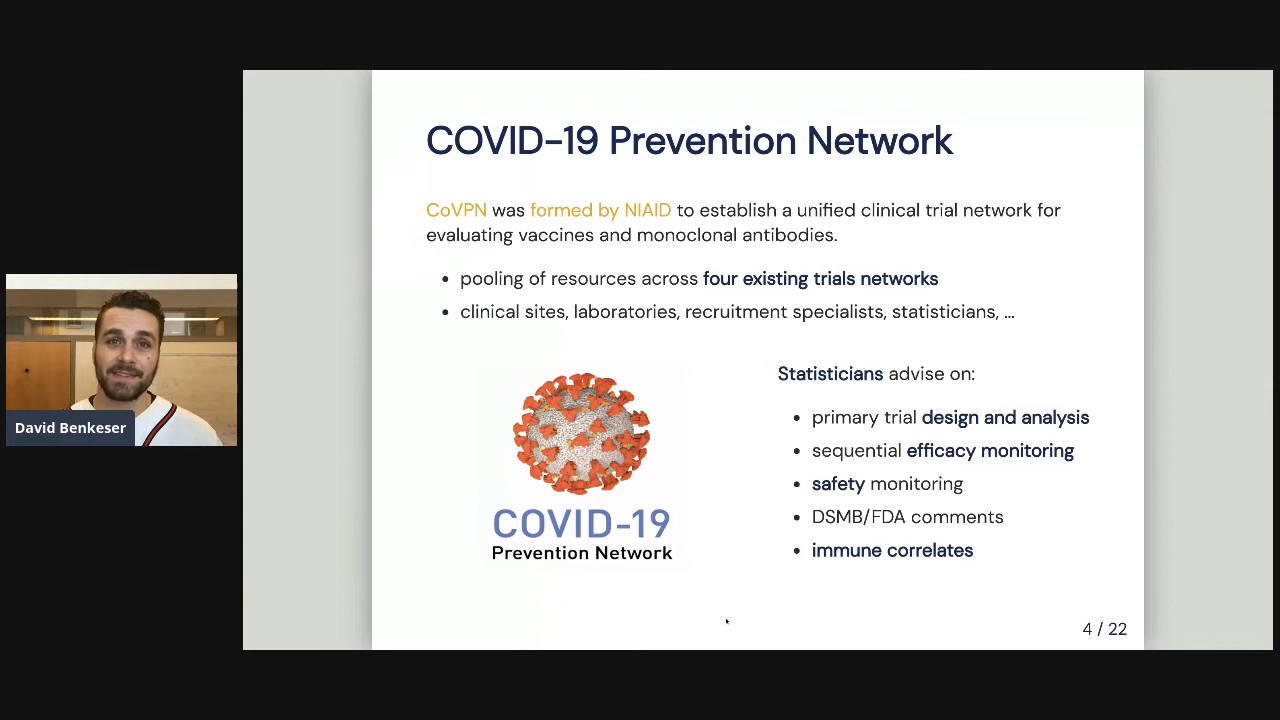 COVID-19 Prevention Network
CoVPN was formed by NIAID to establish a unified clinical trial network for
evaluating vaccines and monoclonal antibodies.
• pooling of resources across four existing trials networks
• clinical sites, laboratories, recruitment specialists, statisticians, ...
COVID-19
Prevention Network
Statisticians advise on:
• primary trial design and analysis
• sequential efficacy monitoring
• safety monitoring
• DSMB/FDA comments
• immune correlates
4 / 22
David Benkeser